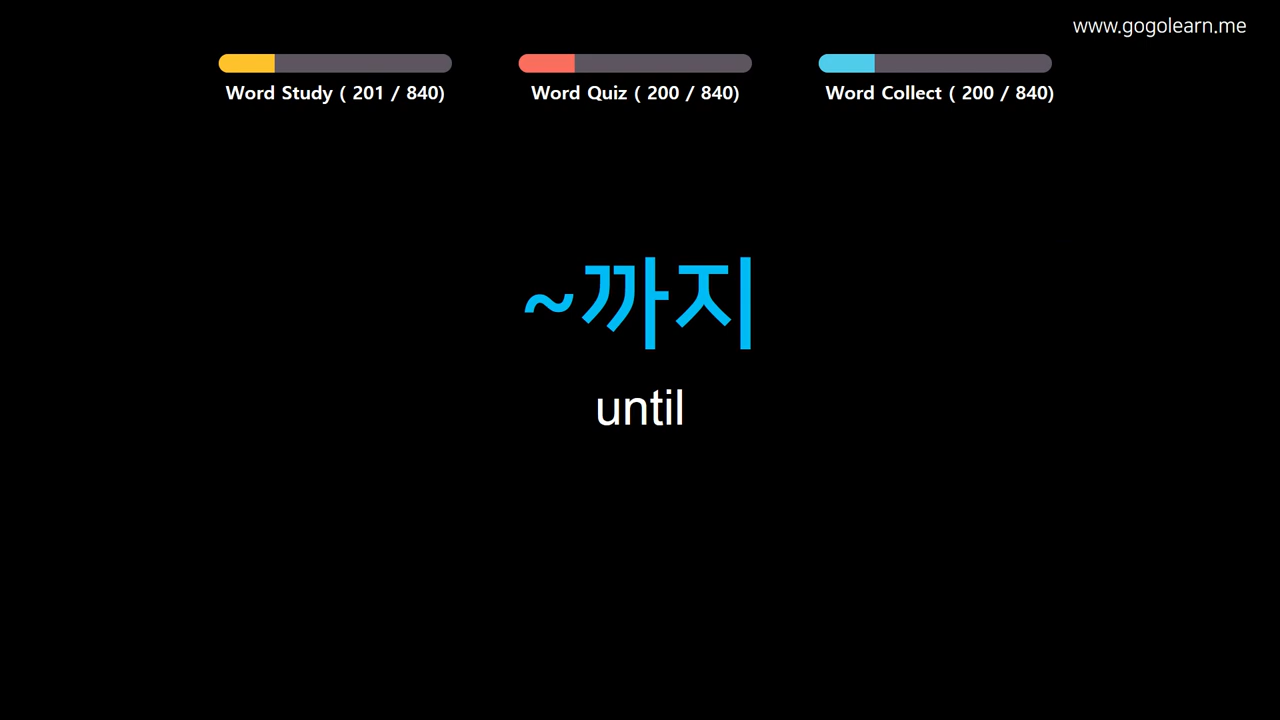 www.gogolearn.me
Word Study ( 201 / 840)
Word Quiz ( 200 / 840)
Word Collect ( 200 / 840)
~까지
until